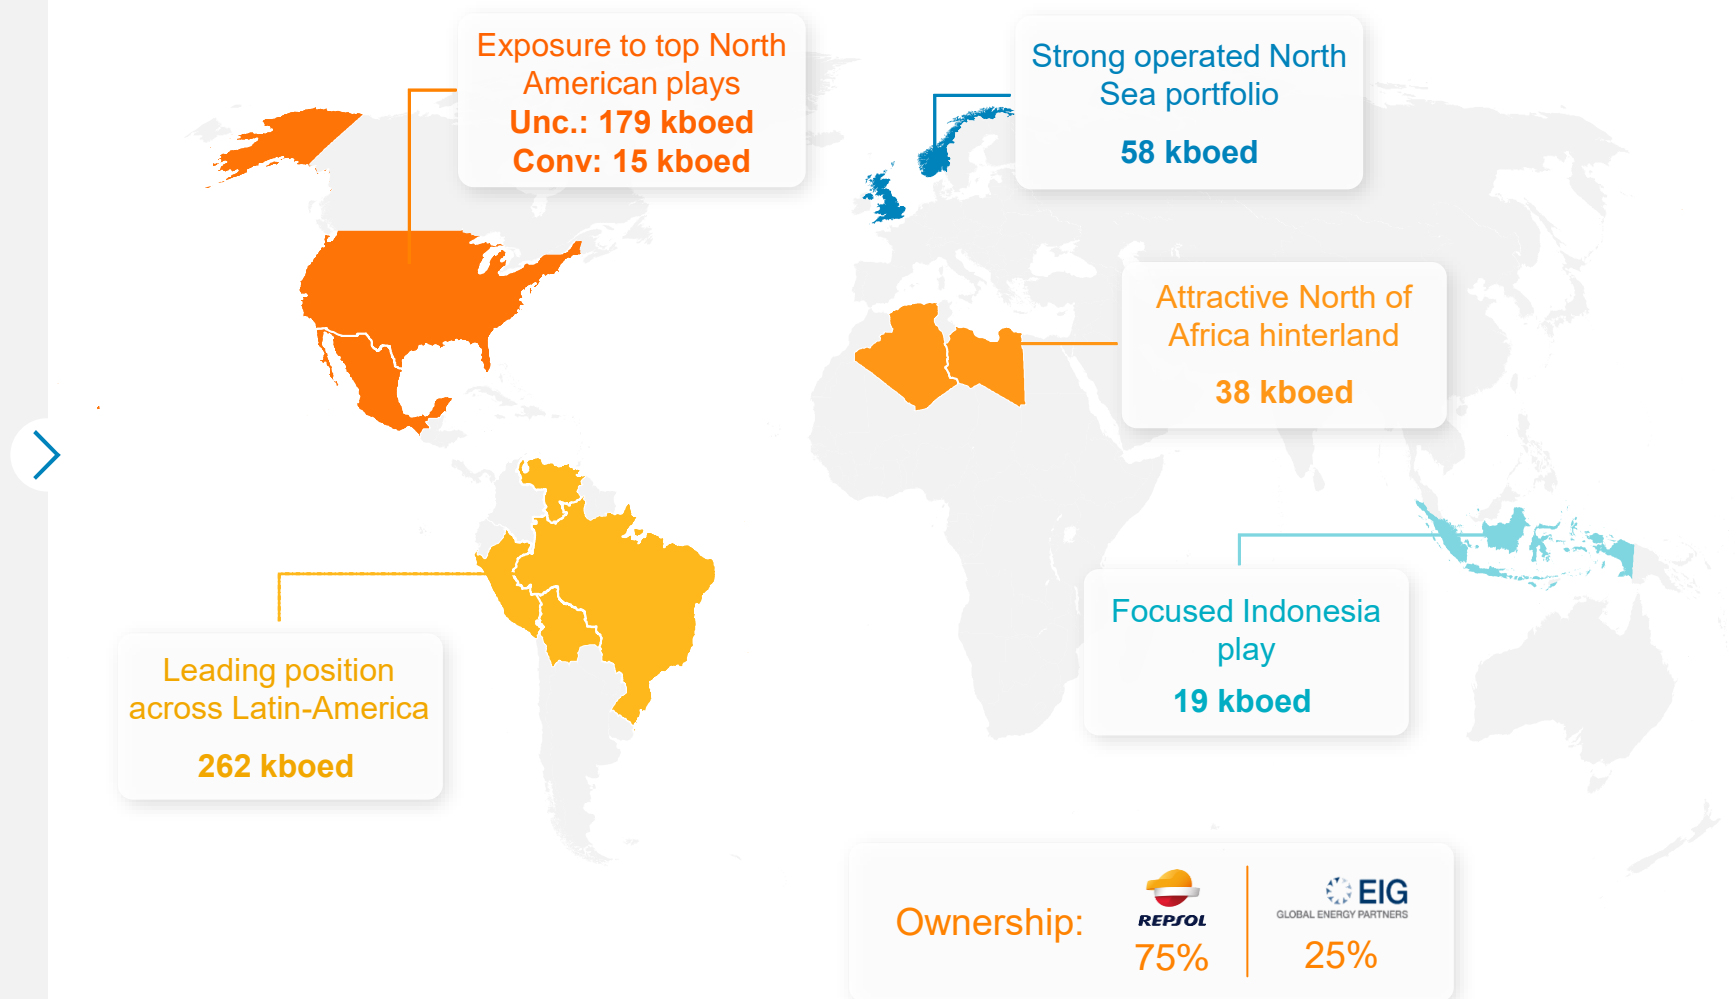 Exposure to top North
American plays
Unc.: 179 kboed
Conv: 15 kboed
Strong operated North
Sea portfolio
58 kboed
Attractive North of
Africa hinterland
38 kboed
Focused Indonesia
play
19 kboed
Leading position
across Latin-America
262 kboed
Ownership:
REPSOL
75%
EIG
GLOBAL ENERGY PARTNERS
25%